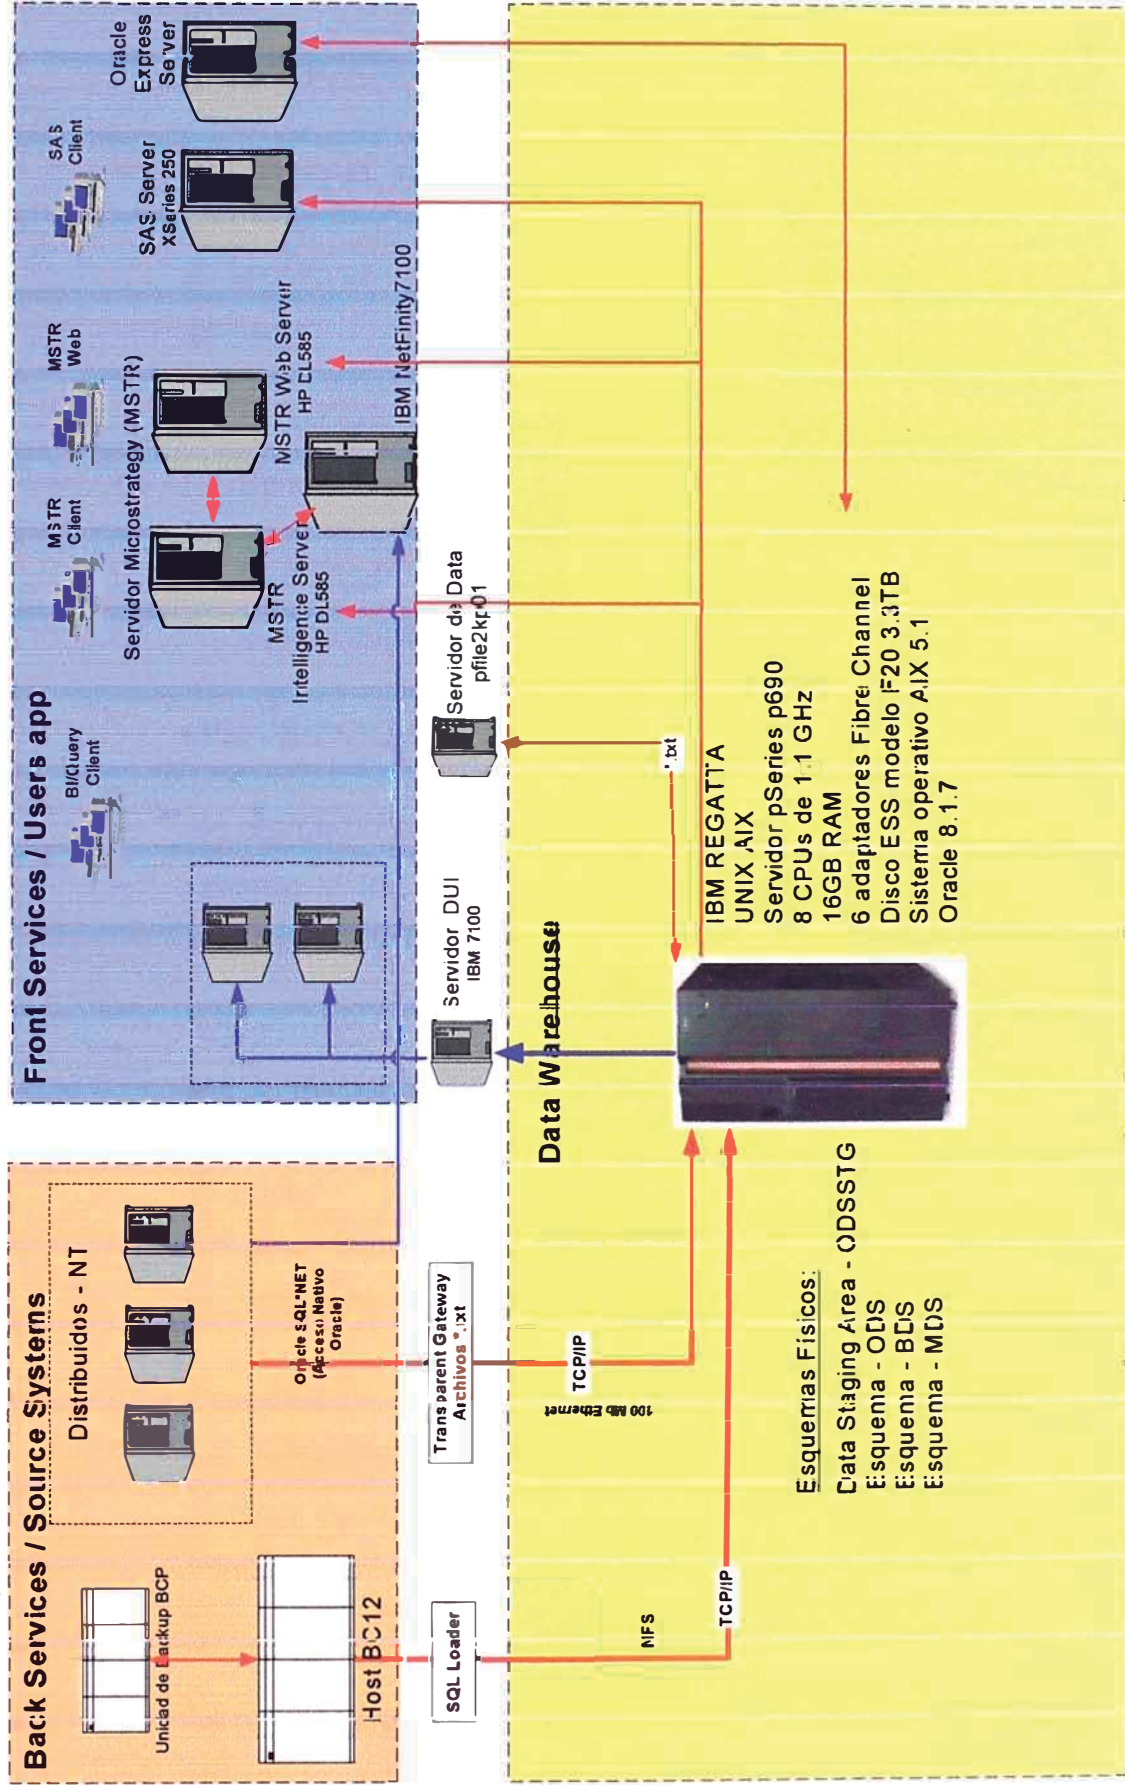 Back Services / Source Systems
Unidad de Backup BCP
Host BC12
Distribuidos - NT
Oracle SQL*NET
(Acceso Nativo
Oracle)
SQL Loader
Transparent Gateway
Archivos *.txt
NFS
TCP/IP
TCP/IP
100 Mb Ethernet
Front Services / Users app
BI/Query
Client
MSTR
Client
MSTR
Web
SAS
Client
Oracle
Express
Server
Servidor Microstrategy (MSTR)
SAS Server
XSeries 250
MSTR
Intelligence Server
HP DL585
MSTR Web Server
HP DL585
IBM NetFinity7100
Servidor DUI
IBM 7100
Servidor de Data
pfile2kp01
*.txt
Data Warehouse
IBM REGATTA
UNIX AIX
Servidor pSeries p690
8 CPUs de 1.1 GHz
16GB RAM
6 adaptadores Fibre Channel
Disco ESS modelo F20 3.3TB
Sistema operativo AIX 5.1
Oracle 8.1.7
Esquemas Físicos:
Data Staging Area - ODSSTG
Esquema - ODS
Esquema - BDS
Esquema - MDS